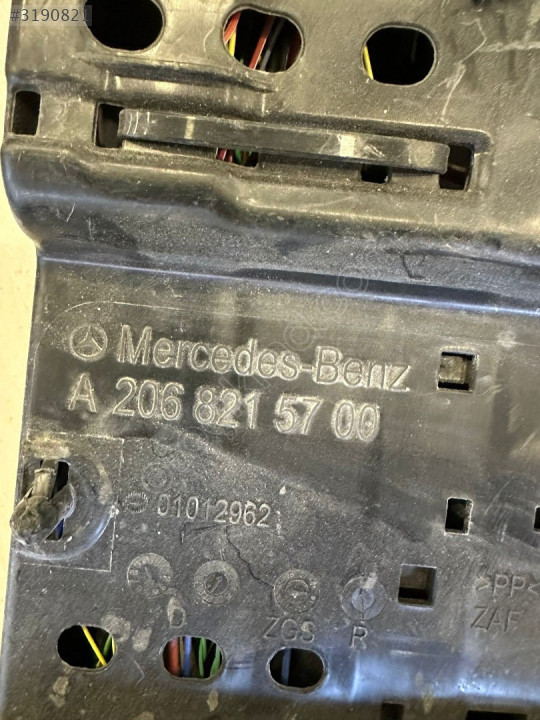 #3190821
Mercedes-Benz
A 206 821 57 00
01012962
>PP<
D ZGS R ZAF